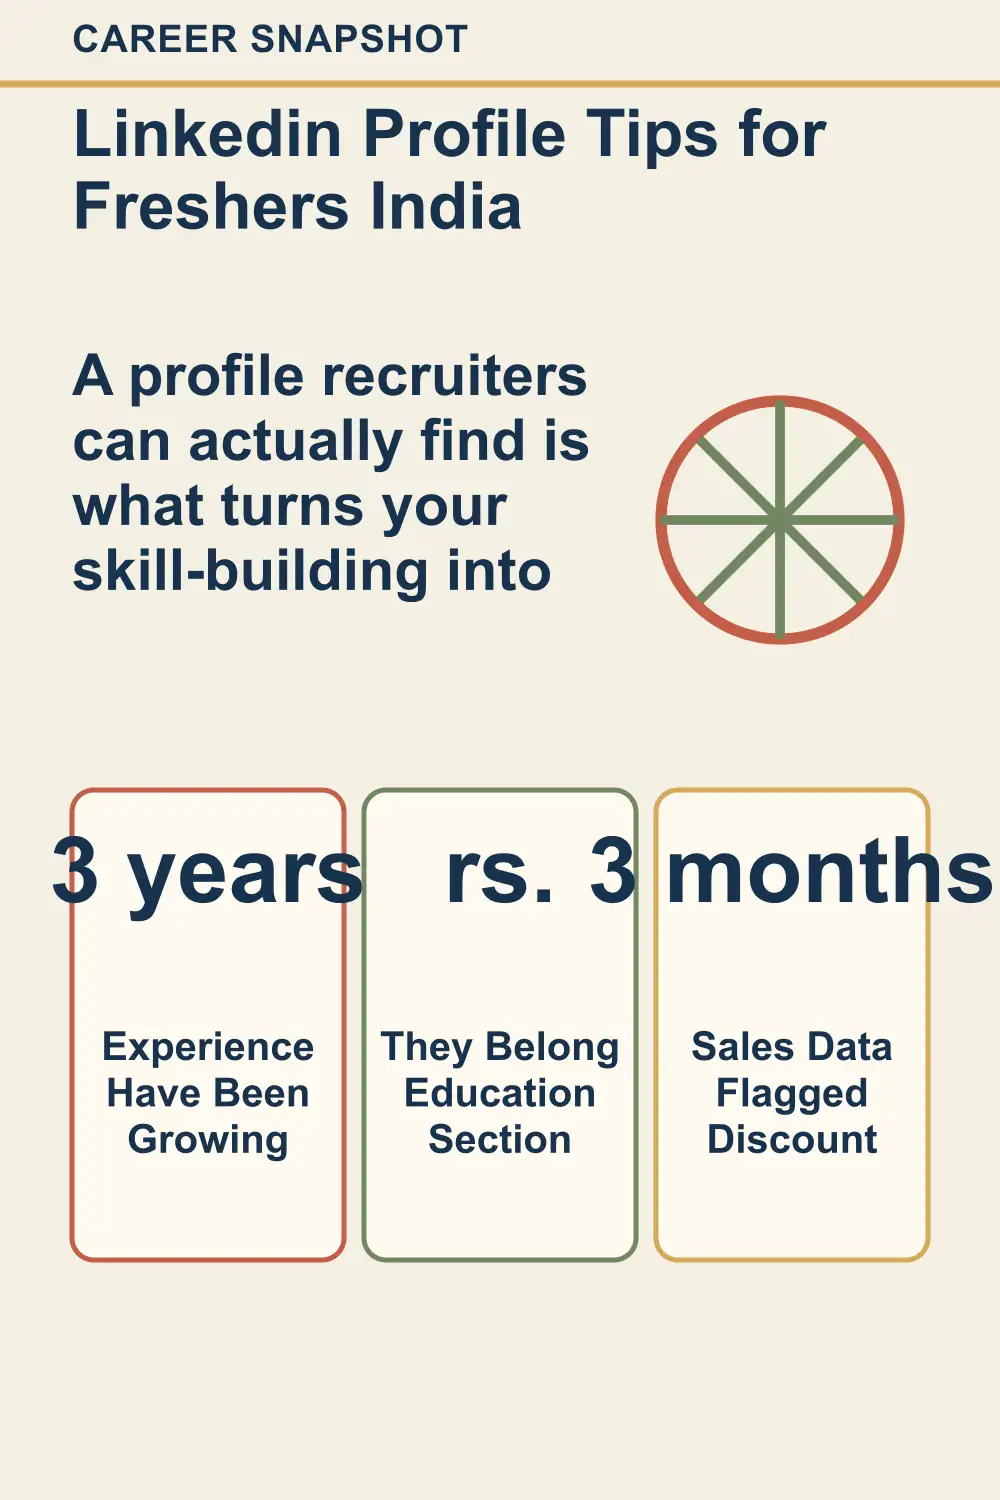 CAREER SNAPSHOT
Linkedin Profile Tips for
Freshers India
A profile recruiters
can actually find is
what turns your
skill-building into
3 years
rs.
3 months
Experience
Have Been
Growing
They Belong
Education
Section
Sales Data
Flagged
Discount